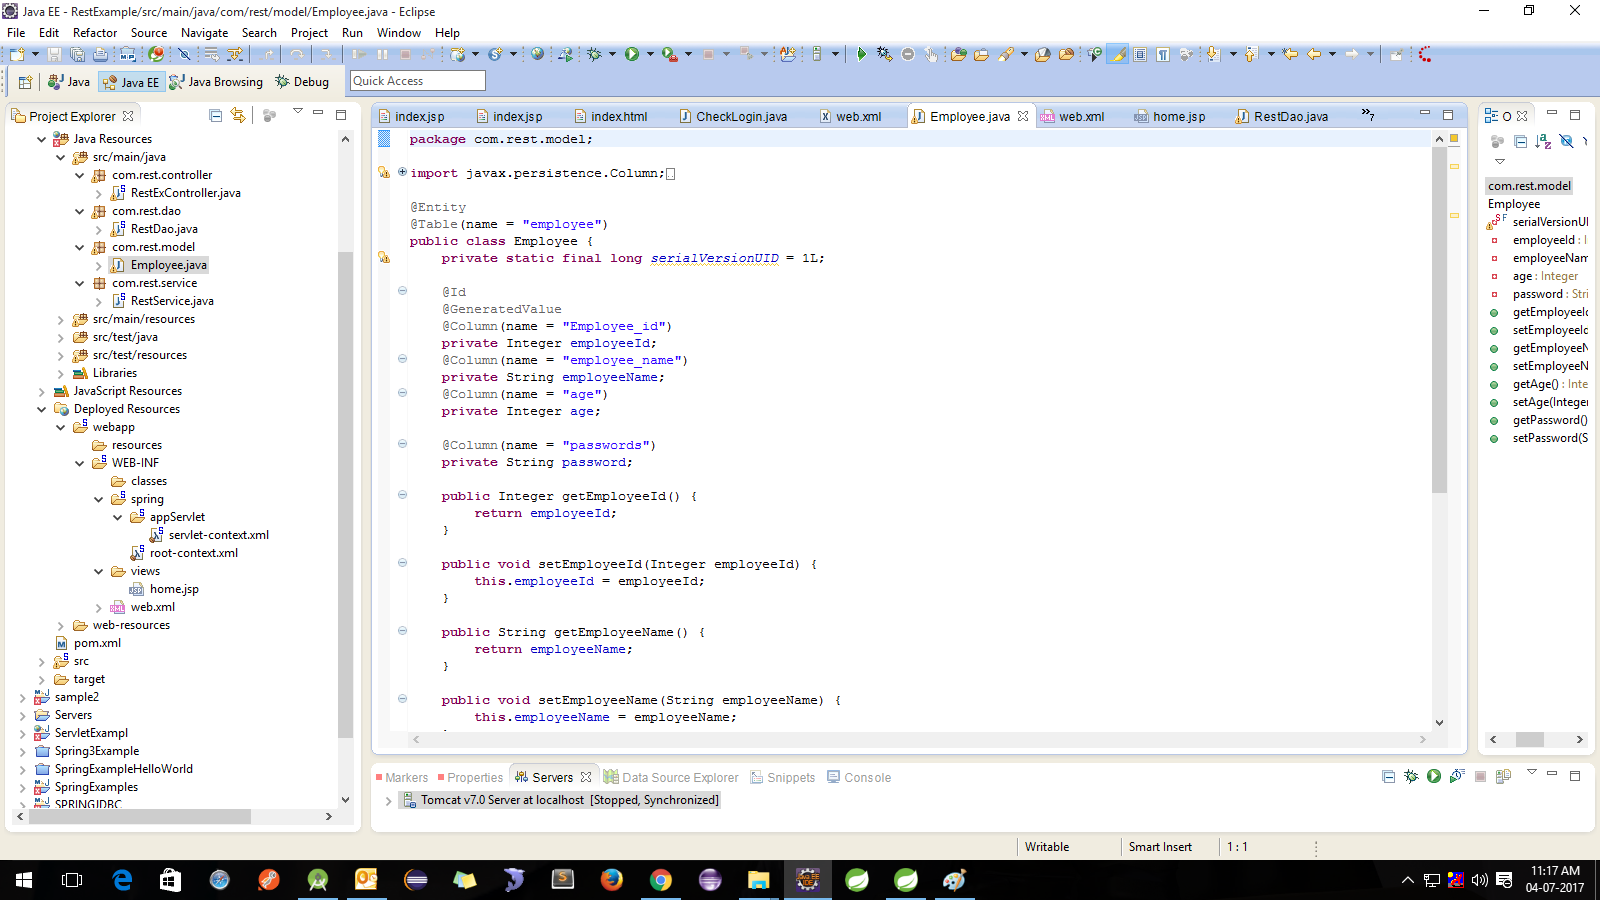 Java EE - RestExample/src/main/java/com/rest/model/Employee.java - Eclipse
File Edit Refactor Source Navigate Search Project Run Window Help
Java Java EE Java Browsing Debug Quick Access
Project Explorer
Java Resources
src/main/java
com.rest.controller
RestExController.java
com.rest.dao
RestDao.java
com.rest.model
Employee.java
com.rest.service
RestService.java
src/main/resources
src/test/java
src/test/resources
Libraries
JavaScript Resources
Deployed Resources
webapp
resources
WEB-INF
classes
spring
appServlet
servlet-context.xml
root-context.xml
views
home.jsp
web.xml
web-resources
pom.xml
src
target
sample2
Servers
ServletExampl
Spring3Example
SpringExampleHelloWorld
SpringExamples
SPRINGJDBC
index.jsp index.jsp index.html CheckLogin.java web.xml Employee.java web.xml home.jsp RestDao.java 7
package com.rest.model;
import javax.persistence.Column;
@Entity
@Table(name = "employee")
public class Employee {
private static final long serialVersionUID = 1L;
@Id
@GeneratedValue
@Column(name = "Employee_id")
private Integer employeeId;
@Column(name = "employee_name")
private String employeeName;
@Column(name = "age")
private Integer age;
@Column(name = "passwords")
private String password;
public Integer getEmployeeId() {
return employeeId;
}
public void setEmployeeId(Integer employeeId) {
this.employeeId = employeeId;
}
public String getEmployeeName() {
return employeeName;
}
public void setEmployeeName(String employeeName) {
this.employeeName = employeeName;
O
com.rest.model
Employee
serialVersionUI
employeeId : I
employeeNam
age : Integer
password : Stri
getEmployeeId
setEmployeeId
getEmployeeN
setEmployeeN
getAge() : Inte
setAge(Integer
getPassword()
setPassword(S
Markers Properties Servers Data Source Explorer Snippets Console
Tomcat v7.0 Server at localhost [Stopped, Synchronized]
Writable Smart Insert 1 : 1
11:17 AM
04-07-2017